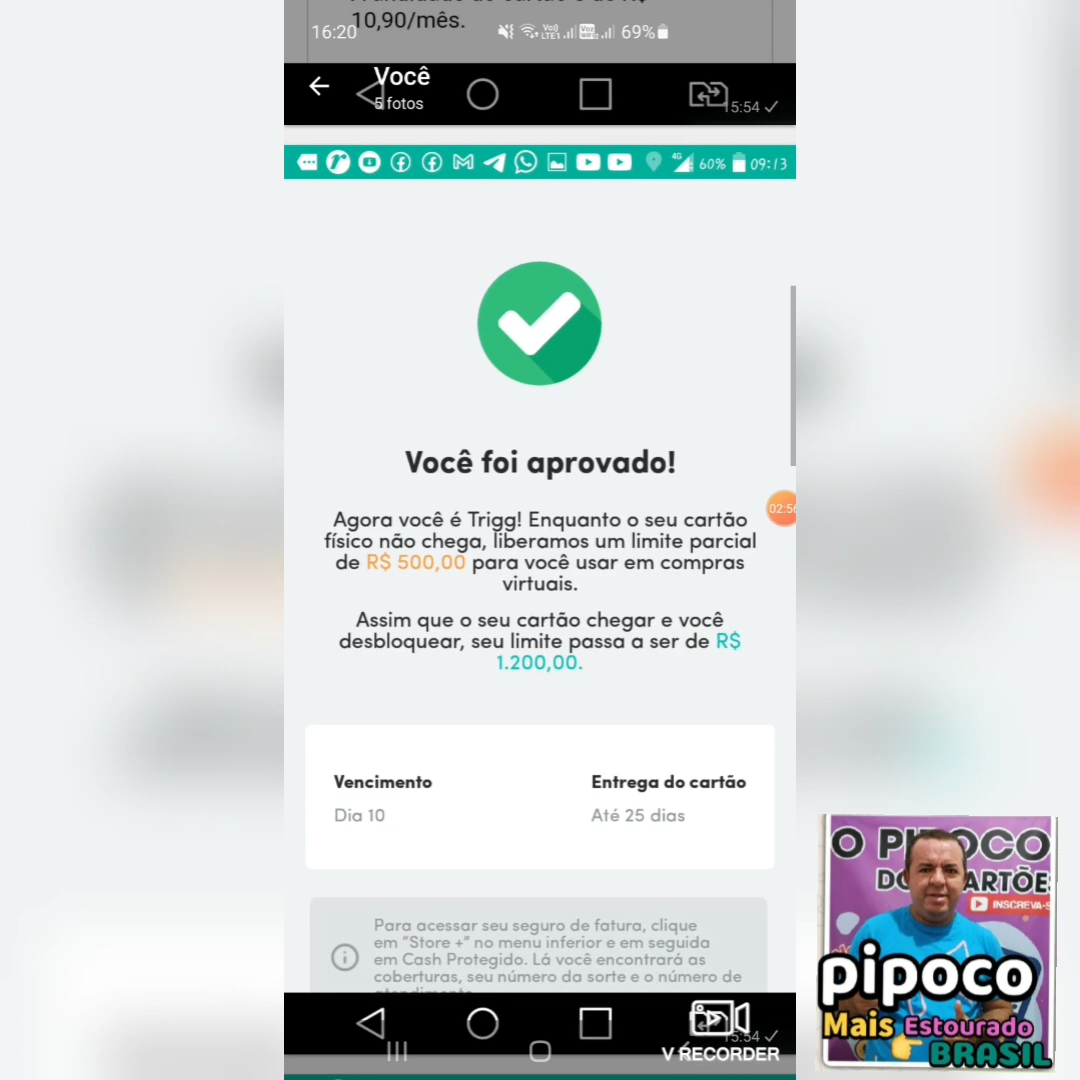 10,90/mês.
16:20
69%
Você
5 fotos
15:54
4G
60%
09:13
Você foi aprovado!
Agora você é Trigg! Enquanto o seu cartão
físico não chega, liberamos um limite parcial
de R$ 500,00 para você usar em compras
virtuais.
02:56
Assim que o seu cartão chegar e você
desbloquear, seu limite passa a ser de R$
1.200,00.
Vencimento
Entrega do cartão
Dia 10
Até 25 dias
Para acessar seu seguro de fatura, clique
em "Store +" no menu inferior e em seguida
em Cash Protegido. Lá você encontrará as
coberturas, seu número da sorte e o número de
15:54
V RECORDER
INSCREVA-S
pipoco
Mais Estourado
BRASIL